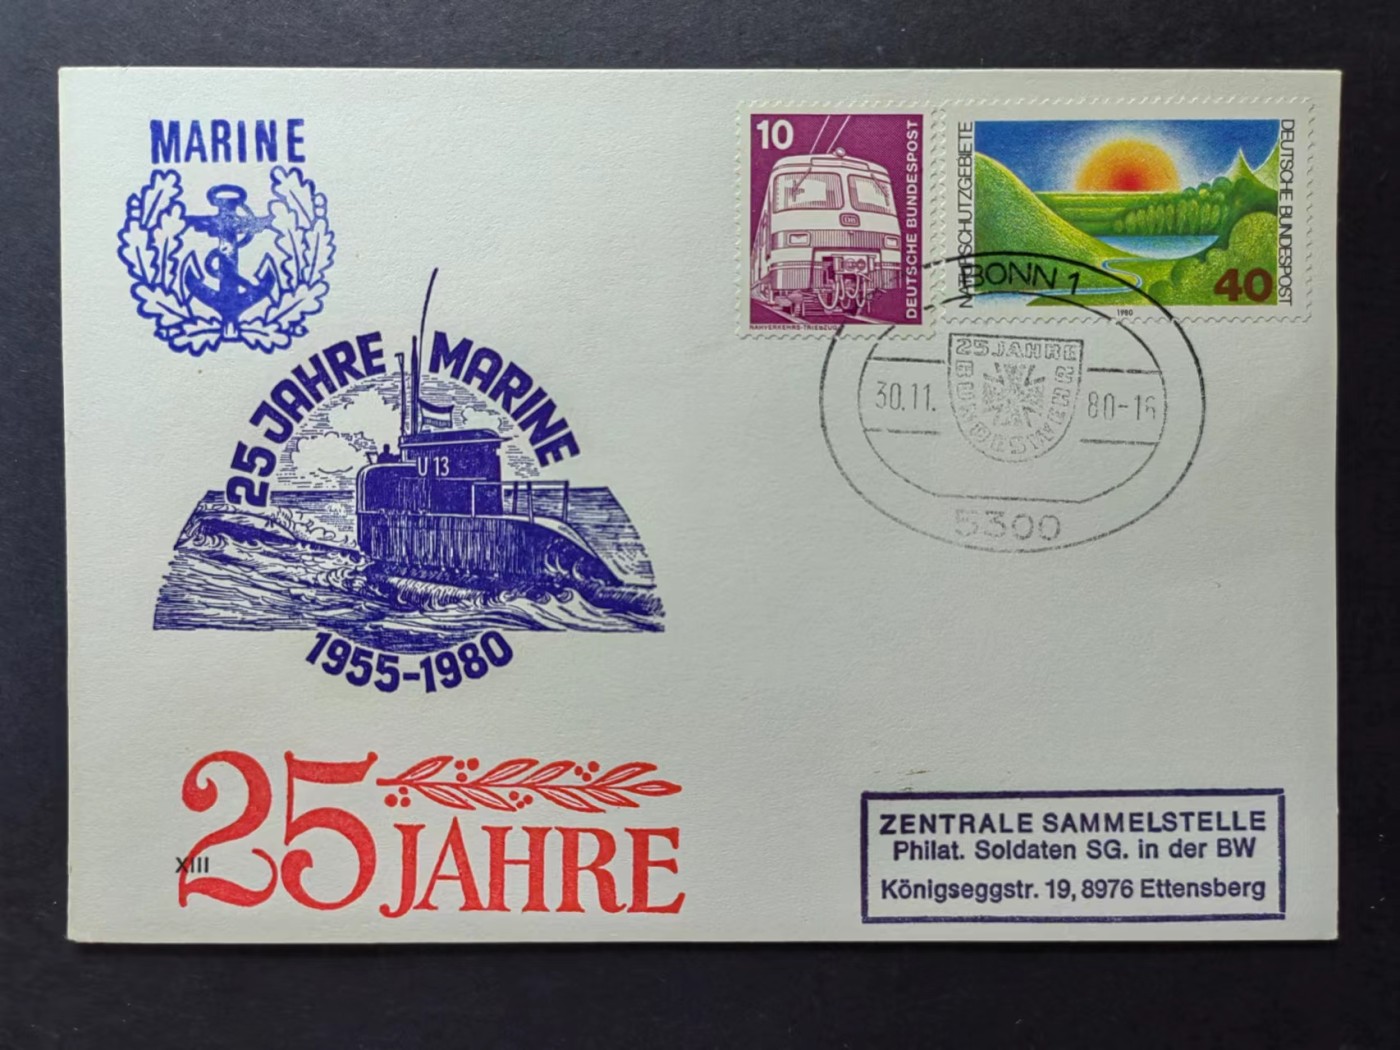 MARINE
25 JAHRE MARINE
U 13
1955-1980
25 JAHRE
XIII
10
DEUTSCHE BUNDESPOST
NAHVERKEHRS-TRIEBZUG
NATURSCHUTZGEBIETE
DEUTSCHE BUNDESPOST
40
1980
BONN 1
25 JAHRE
BUNDESWEHR
30.11. 80-16
5300
ZENTRALE SAMMELSTELLE
Philat. Soldaten SG. in der BW
Königseggstr. 19, 8976 Ettensberg